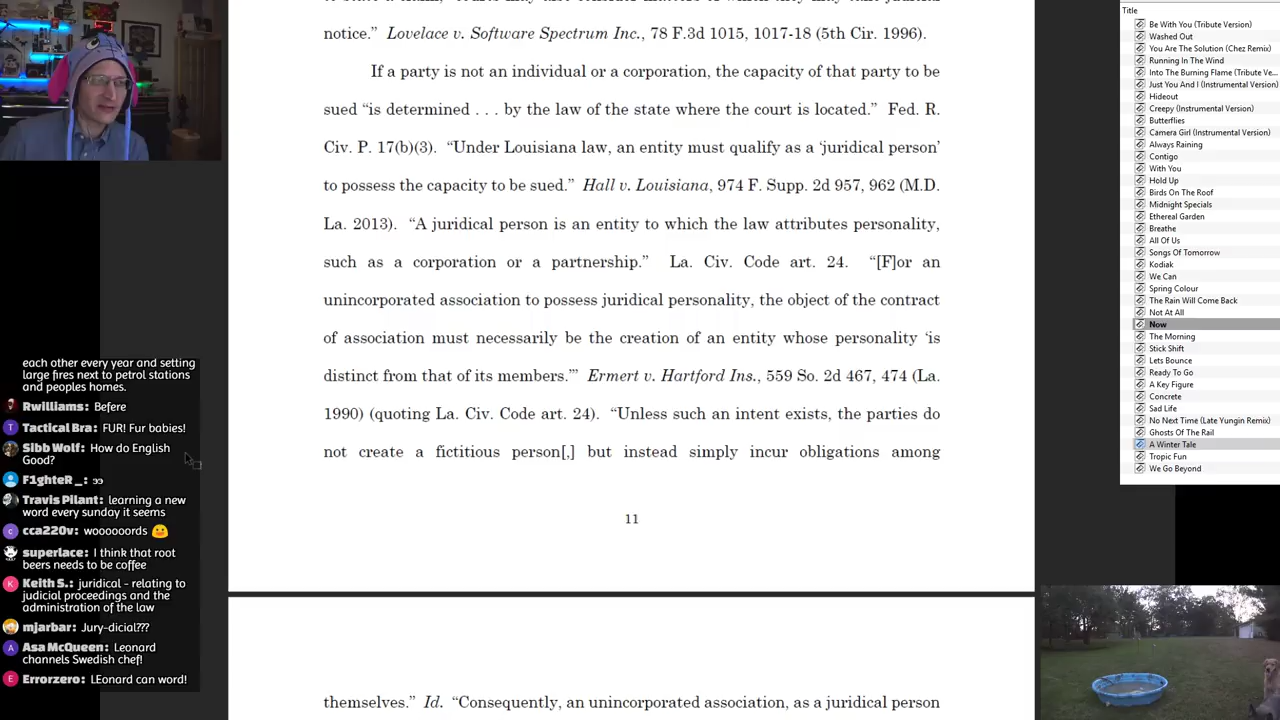 notice.” Lovelace v. Software Spectrum Inc., 78 F.3d 1015, 1017-18 (5th Cir. 1996).
If a party is not an individual or a corporation, the capacity of that party to be
sued “is determined . . . by the law of the state where the court is located.” Fed. R.
Civ. P. 17(b)(3). “Under Louisiana law, an entity must qualify as a ‘juridical person’
to possess the capacity to be sued.” Hall v. Louisiana, 974 F. Supp. 2d 957, 962 (M.D.
La. 2013). “A juridical person is an entity to which the law attributes personality,
such as a corporation or a partnership.” La. Civ. Code art. 24. “[F]or an
unincorporated association to possess juridical personality, the object of the contract
of association must necessarily be the creation of an entity whose personality ‘is
distinct from that of its members.’” Ermert v. Hartford Ins., 559 So. 2d 467, 474 (La.
1990) (quoting La. Civ. Code art. 24). “Unless such an intent exists, the parties do
not create a fictitious person[,] but instead simply incur obligations among
11
themselves.” Id. “Consequently, an unincorporated association, as a juridical person
each other every year and setting
large fires next to petrol stations
and peoples homes.
Rwilliams: Befere
Tactical Bra: FUR! Fur babies!
Sibb Wolf: How do English
Good?
F1ghteR_:
Travis Pilant: learning a new
word every sunday it seems
cca220v: woooooords
superlace: I think that root
beers needs to be coffee
Keith S.: juridical - relating to
judicial proceedings and the
administration of the law
mjarbar: Jury-dicial???
Asa McQueen: Leonard
channels Swedish chef!
Errorzero: LEonard can word!
Title
Be With You (Tribute Version)
Washed Out
You Are The Solution (Chez Remix)
Running In The Wind
Into The Burning Flame (Tribute Ve...
Just You And I (Instrumental Version)
Hideout
Creepy (Instrumental Version)
Butterflies
Camera Girl (Instrumental Version)
Always Raining
Contigo
With You
Hold Up
Birds On The Roof
Midnight Specials
Ethereal Garden
Breathe
All Of Us
Songs Of Tomorrow
Kodiak
We Can
Spring Colour
The Rain Will Come Back
Not At All
Now
The Morning
Stick Shift
Lets Bounce
Ready To Go
A Key Figure
Concrete
Sad Life
No Next Time (Late Yungin Remix)
Ghosts Of The Rail
A Winter Tale
Tropic Fun
We Go Beyond